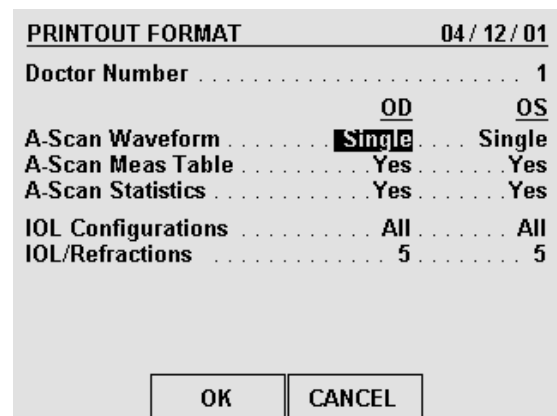 PRINTOUT FORMAT 04/12/01
Doctor Number . . . . . . . . . . . . . . . . . . . . . . . . 1
OD OS
A-Scan Waveform . . . . . . . Single . . . . Single
A-Scan Meas Table . . . . . . . . . . Yes . . . . . . . Yes
A-Scan Statistics . . . . . . . . . . . . Yes . . . . . . . Yes
IOL Configurations . . . . . . . . . . . All . . . . . . . All
IOL/Refractions . . . . . . . . . . . . . . 5 . . . . . . . . 5
OK CANCEL